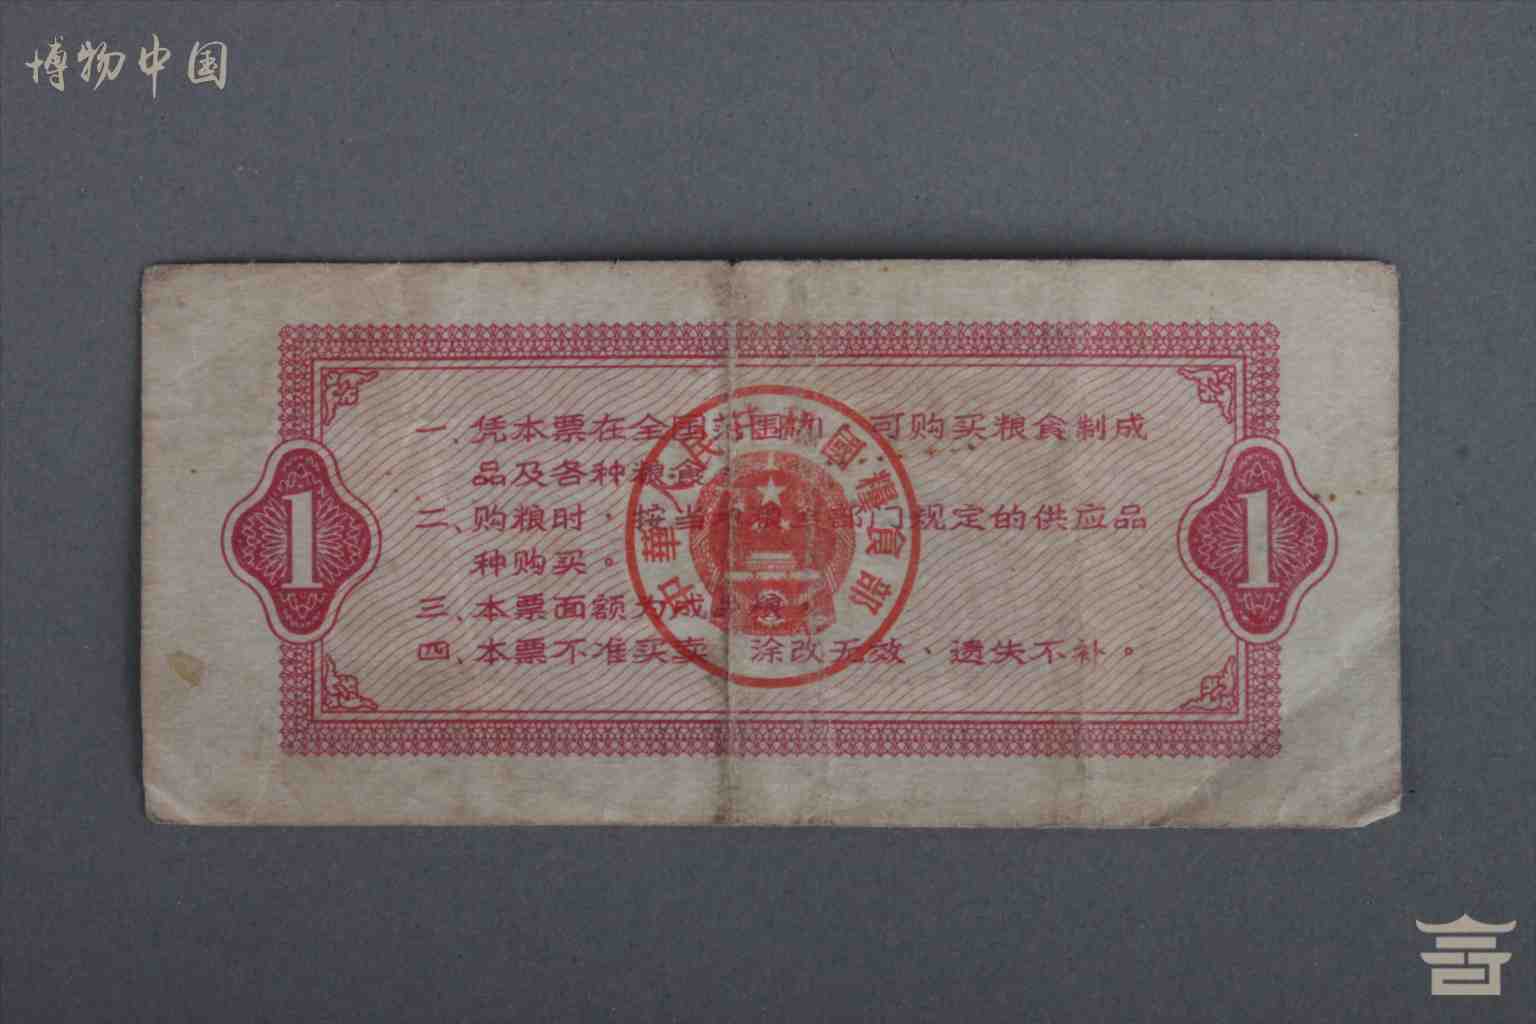 博物中国
一、凭本票在全国范围内、可购买粮食制成
品及各种粮食。
二、购粮时，按当地粮食部门规定的供应品
种购买。
三、本票面额为成品粮。
四、本票不准买卖、涂改无效、遗失不补。
中華人民共和國糧食部
1
1